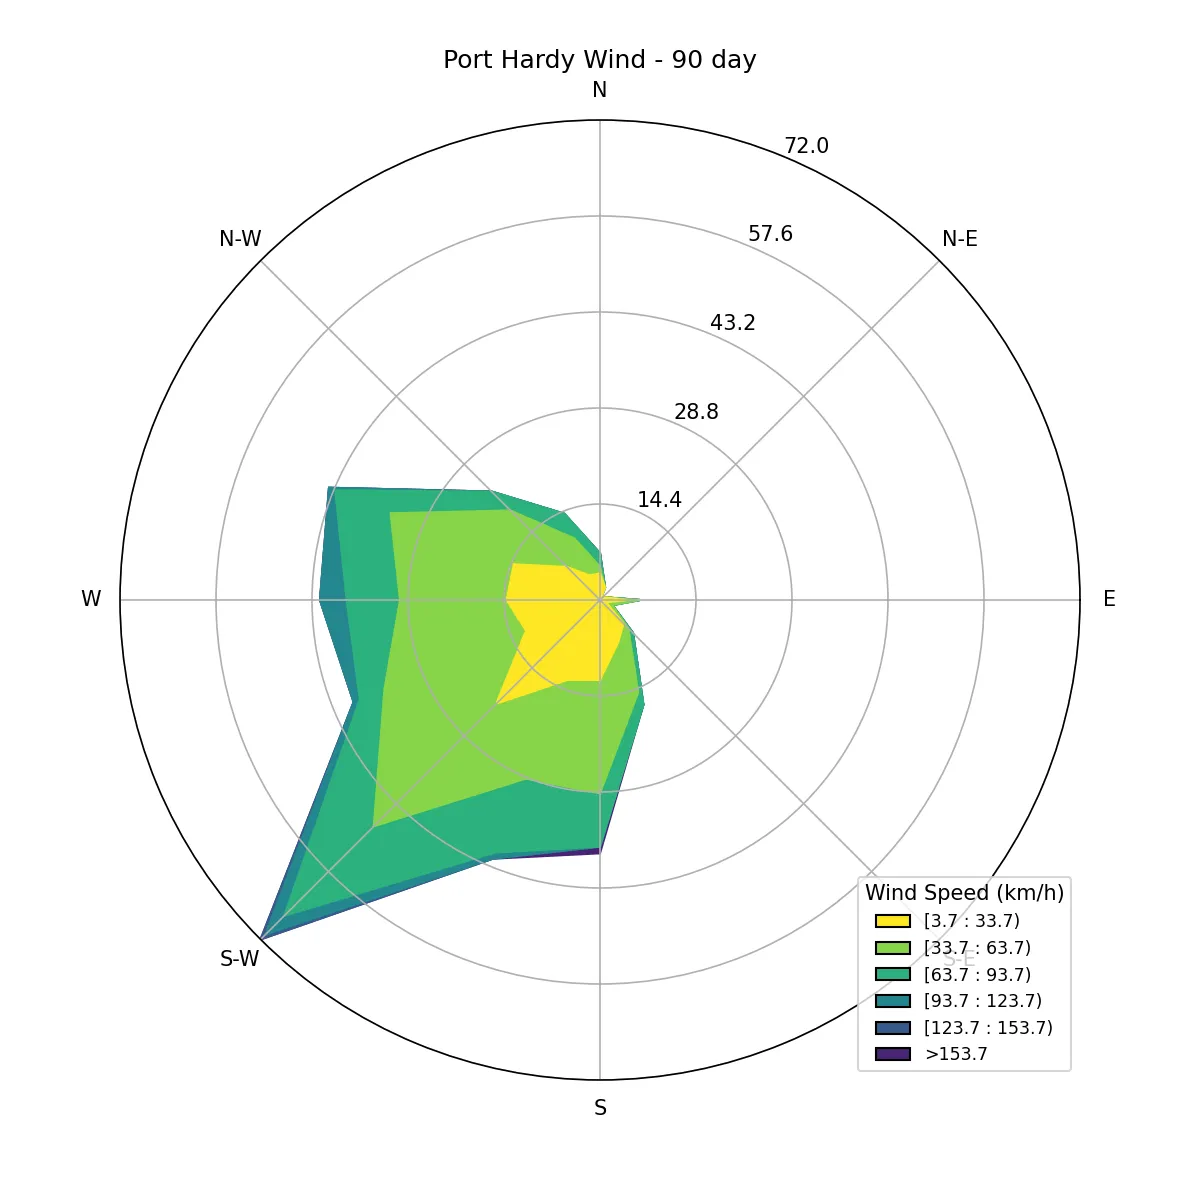 Port Hardy Wind - 90 day
N
72.0
57.6
N-W
N-E
43.2
28.8
14.4
W
E
S-W
S-E
Wind Speed (km/h)
[3.7 : 33.7)
[33.7 : 63.7)
[63.7 : 93.7)
[93.7 : 123.7)
[123.7 : 153.7)
>153.7
S